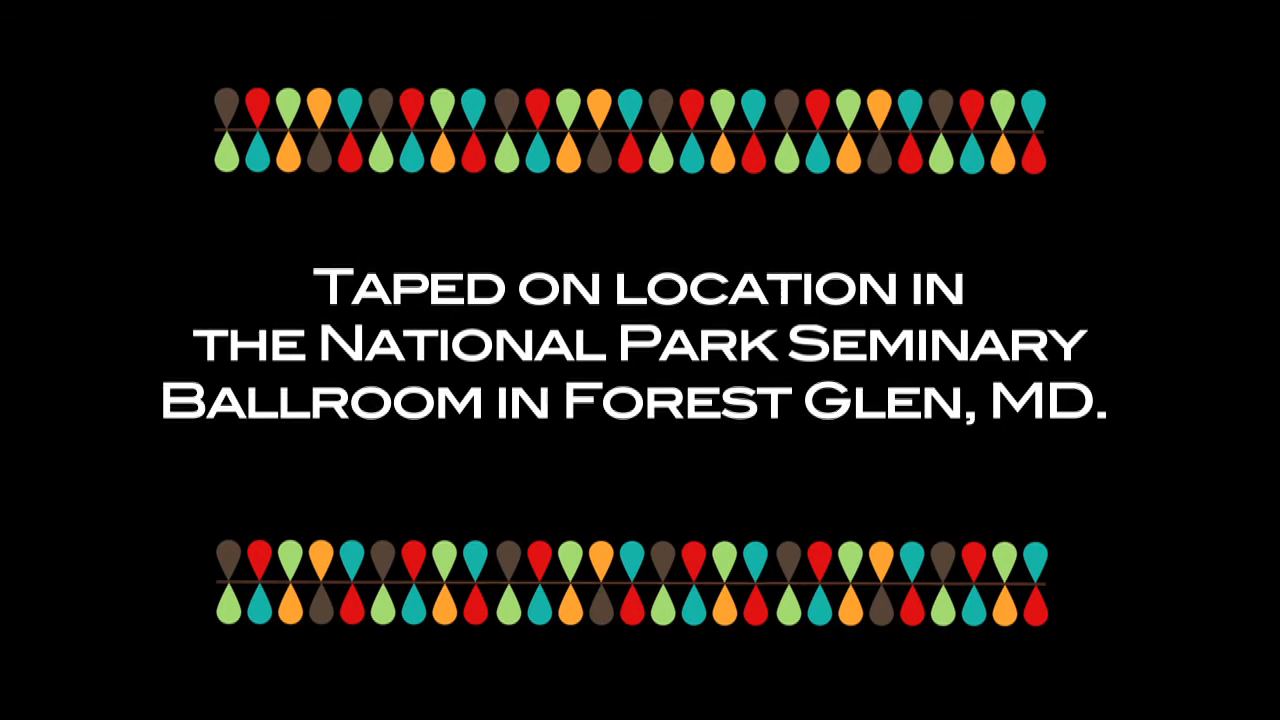 Taped on location in
the National Park Seminary
Ballroom in Forest Glen, MD.